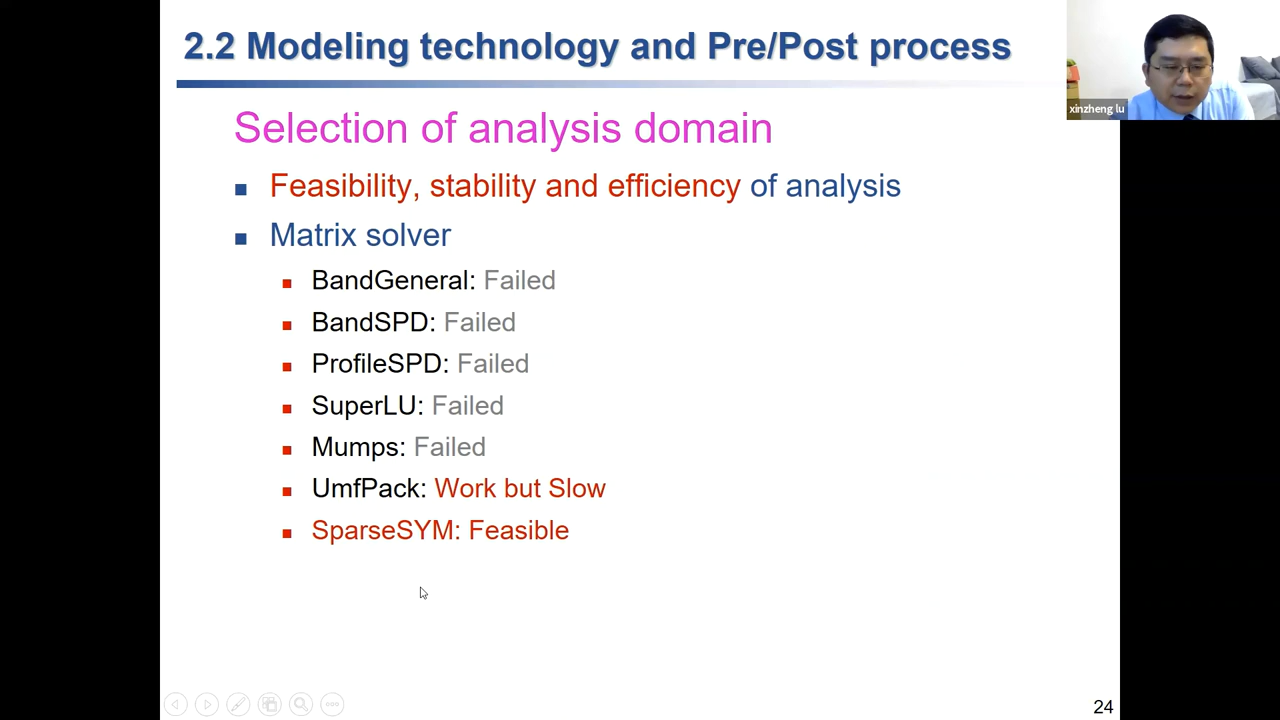 2.2 Modeling technology and Pre/Post process
xinzheng lu
Selection of analysis domain
Feasibility, stability and efficiency of analysis
Matrix solver
BandGeneral: Failed
BandSPD: Failed
ProfileSPD: Failed
SuperLU: Failed
Mumps: Failed
UmfPack: Work but Slow
SparseSYM: Feasible
24